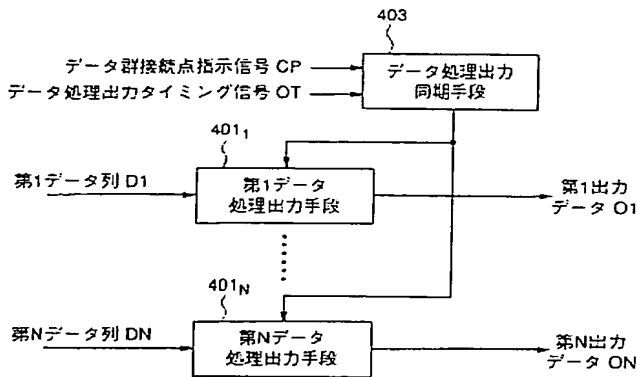 403
データ群接続点指示信号 CP
データ処理出力タイミング信号 OT
データ処理出力
同期手段
401₁
第1データ列 D1
第1データ
処理出力手段
第1出力
データ O1
401N
第Nデータ列 DN
第Nデータ
処理出力手段
第N出力
データ ON